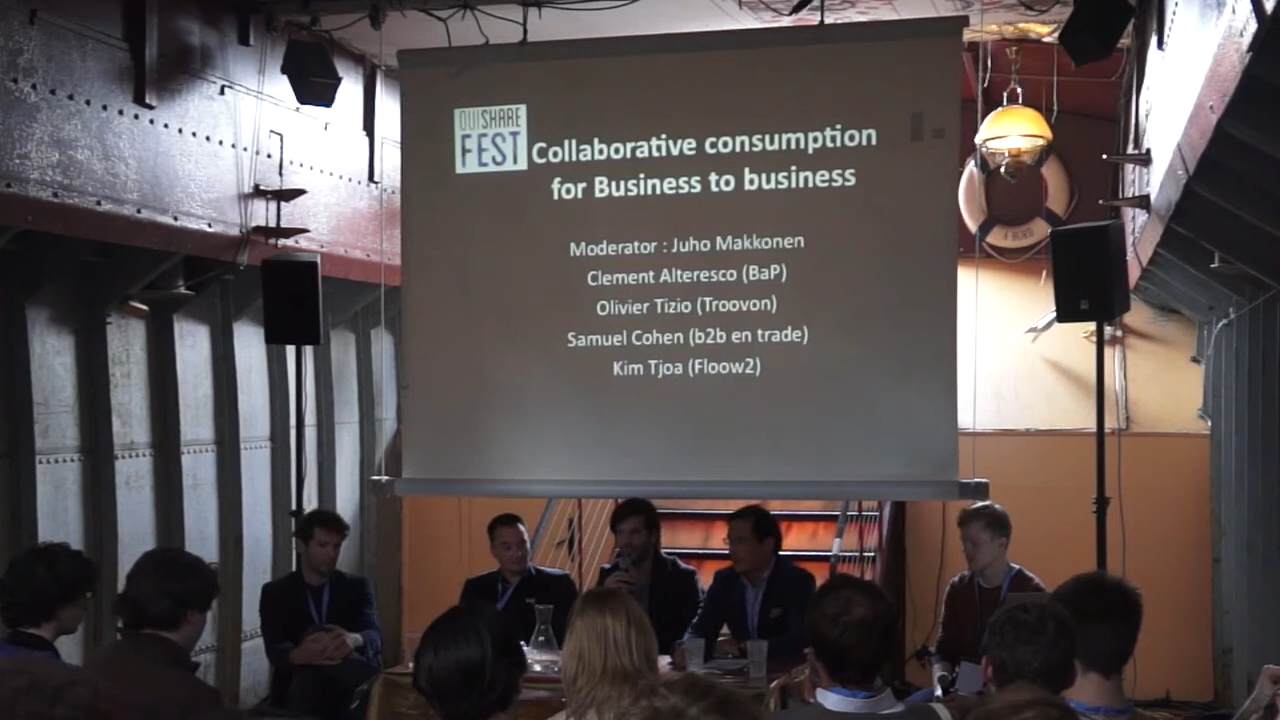 OUISHARE
FEST
Collaborative consumption
for Business to business
Moderator : Juho Makkonen
Clement Alteresco (BaP)
Olivier Tizio (Troovon)
Samuel Cohen (b2b en trade)
Kim Tjoa (Floow2)
A BORD